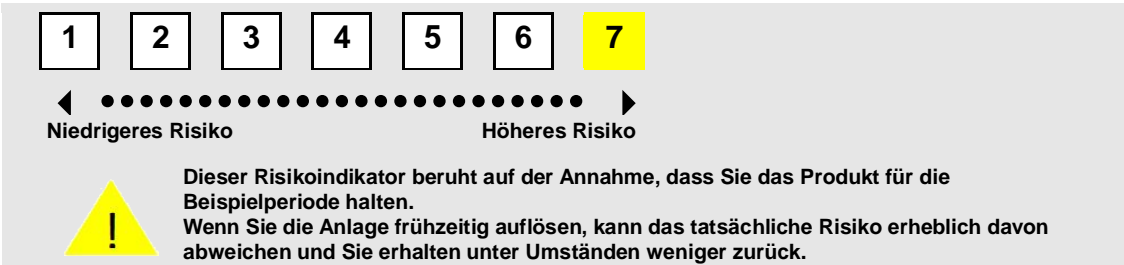 1 2 3 4 5 6 7
Niedrigeres Risiko Höheres Risiko
Dieser Risikoindikator beruht auf der Annahme, dass Sie das Produkt für die
Beispielperiode halten.
Wenn Sie die Anlage frühzeitig auflösen, kann das tatsächliche Risiko erheblich davon
abweichen und Sie erhalten unter Umständen weniger zurück.
!